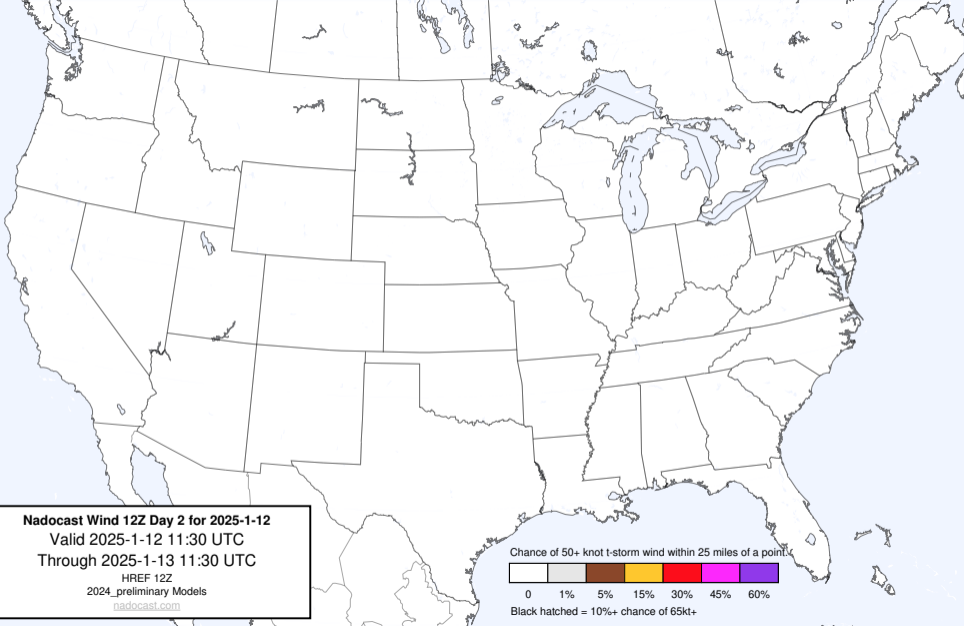 Nadocast Wind 12Z Day 2 for 2025-1-12
Valid 2025-1-12 11:30 UTC
Through 2025-1-13 11:30 UTC
HREF 12Z
2024_preliminary Models
nadocast.com
Chance of 50+ knot t-storm wind within 25 miles of a point.
0 1% 5% 15% 30% 45% 60%
Black hatched = 10%+ chance of 65kt+